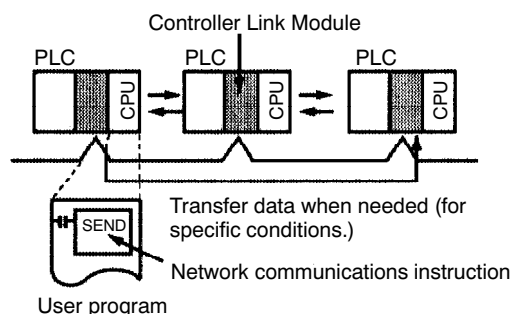 Controller Link Module
PLC
PLC
PLC
CPU
CPU
CPU
SEND
Transfer data when needed (for
specific conditions.)
Network communications instruction
User program